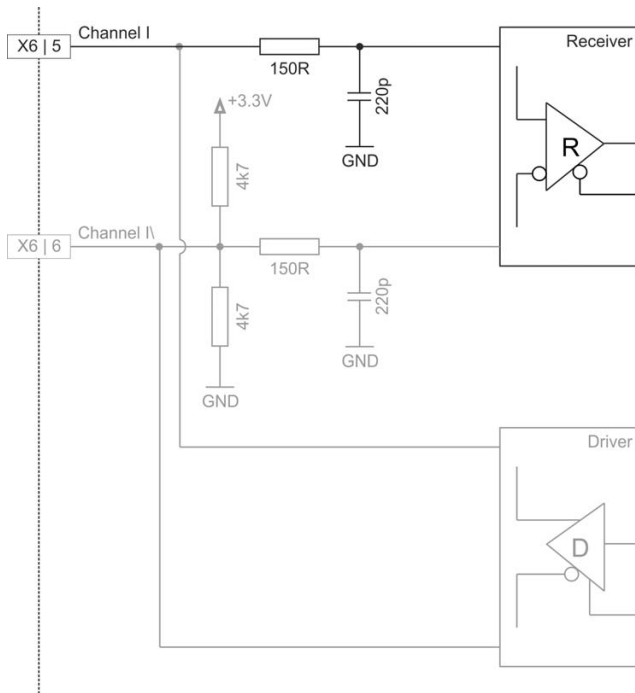 Channel I
X6 | 5
Receiver
150R
220p
+3.3V
GND
R
4k7
Channel I\
X6 | 6
150R
220p
4k7
GND
GND
Driver
D